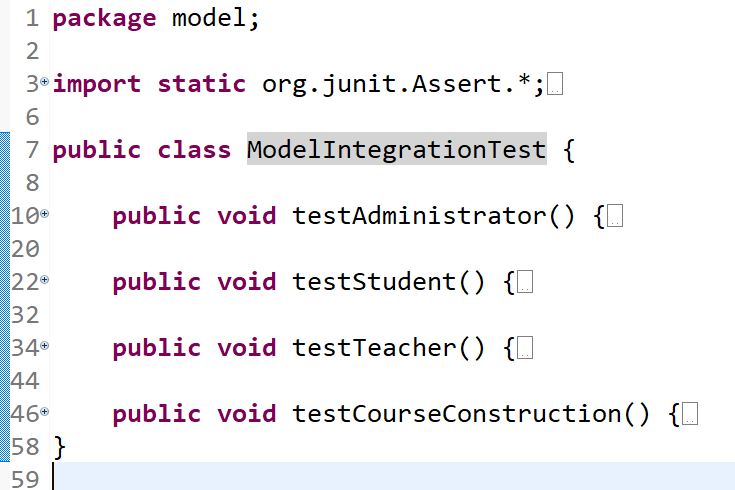 1 package model;
2
3 import static org.junit.Assert.*;
6
7 public class ModelIntegrationTest {
8
10 public void testAdministrator() {
20
22 public void testStudent() {
32
34 public void testTeacher() {
44
46 public void testCourseConstruction() {
58 }
59